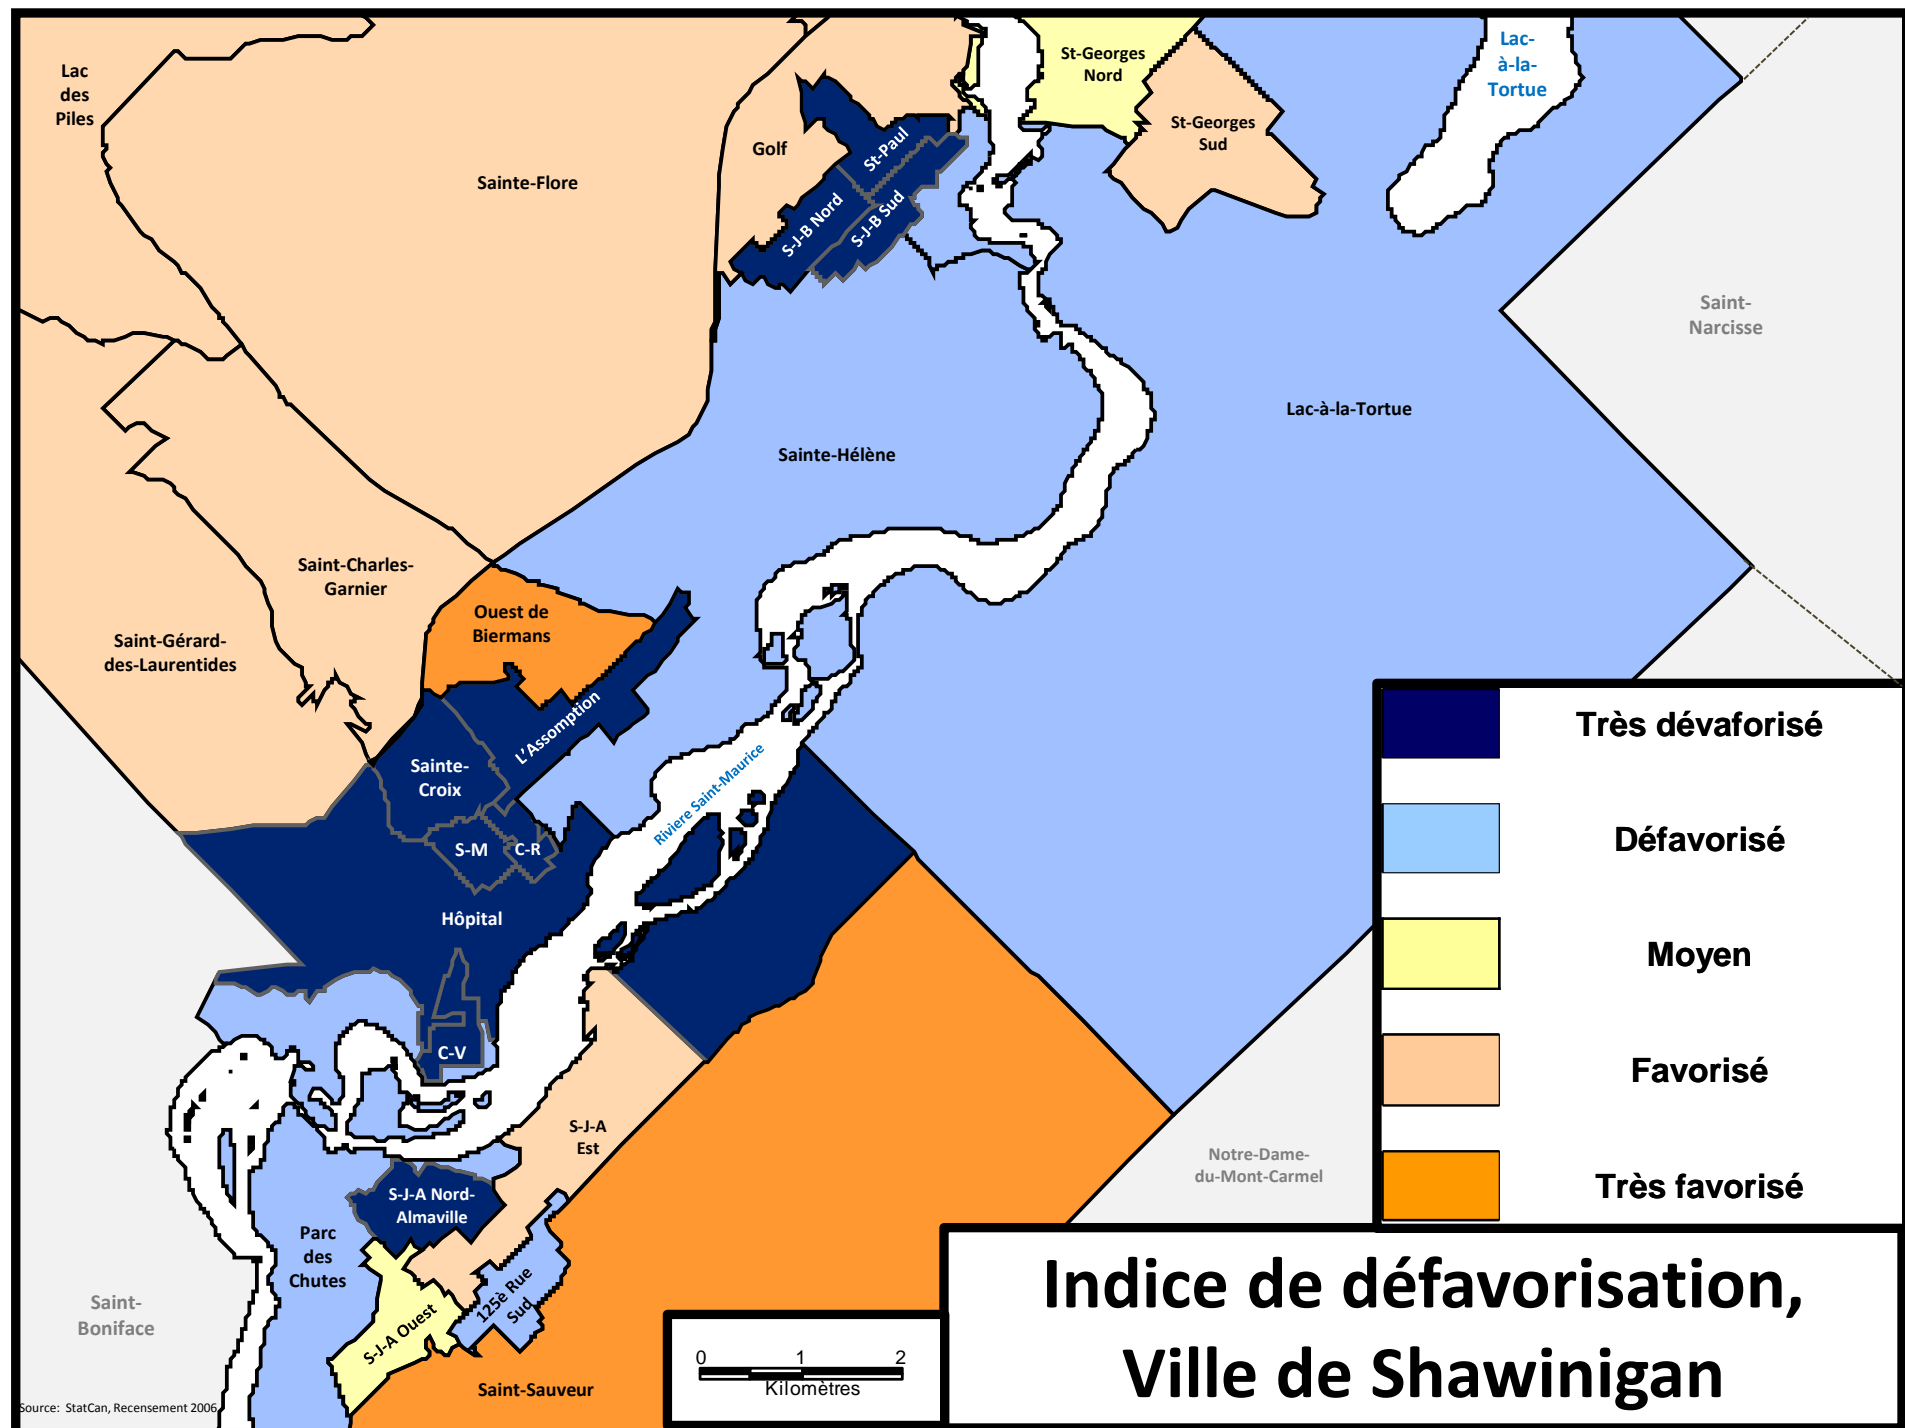 Lac
des
Piles
Sainte-Flore
Golf
St-Paul
S-J-B Nord
S-J-B Sud
St-Georges
Nord
St-Georges
Sud
Lac-
à-la-
Tortue
Saint-
Narcisse
Lac-à-la-Tortue
Sainte-Hélène
Saint-Charles-
Garnier
Saint-Gérard-
des-Laurentides
Ouest de
Biermans
L'Assomption
Sainte-
Croix
S-M
C-R
Hôpital
C-V
Rivière Saint-Maurice
S-J-A
Est
S-J-A Nord-
Almaville
Parc
des
Chutes
S-J-A Ouest
125è Rue
Sud
Saint-Sauveur
Saint-
Boniface
Notre-Dame-
du-Mont-Carmel
Très dévaforisé
Défavorisé
Moyen
Favorisé
Très favorisé
0 1 2
Kilomètres
Indice de défavorisation,
Ville de Shawinigan
Source: StatCan, Recensement 2006